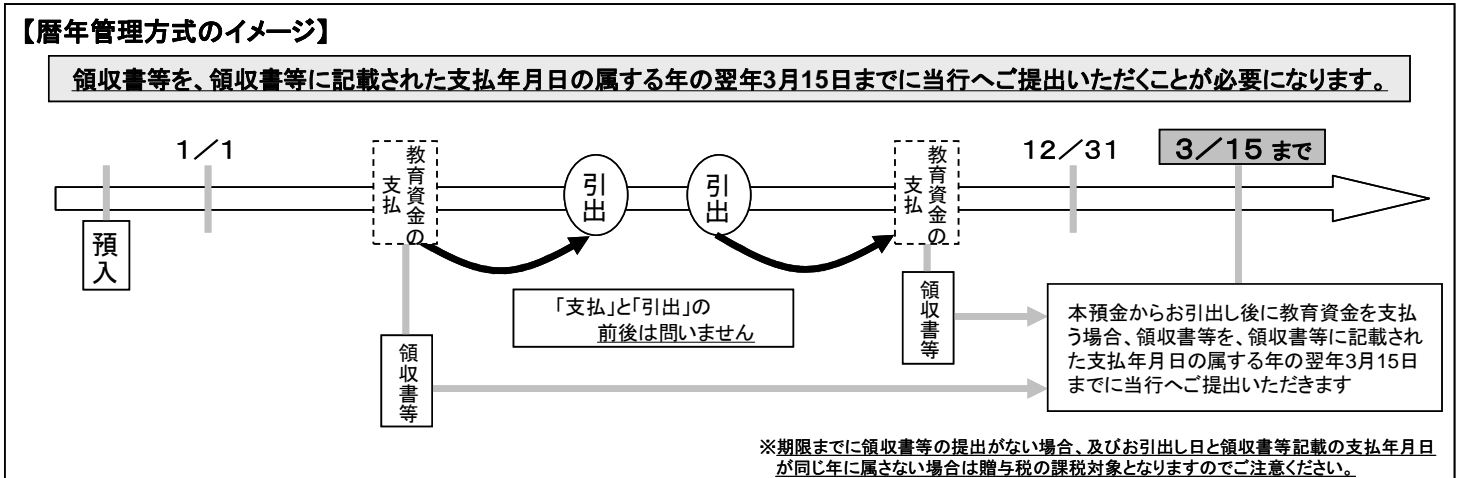 【暦年管理方式のイメージ】
領収書等を、領収書等に記載された支払年月日の属する年の翌年3月15日までに当行へご提出いただくことが必要になります。
1／1
教育資金の
支払
引出
引出
教育資金の
支払
12／31
3／15 まで
預入
「支払」と「引出」の
前後は問いません
領収書等
領収書等
本預金からお引出し後に教育資金を支払
う場合、領収書等を、領収書等に記載され
た支払年月日の属する年の翌年3月15日
までに当行へご提出いただきます
※期限までに領収書等の提出がない場合、及びお引出し日と領収書等記載の支払年月日
が同じ年に属さない場合は贈与税の課税対象となりますのでご注意ください。